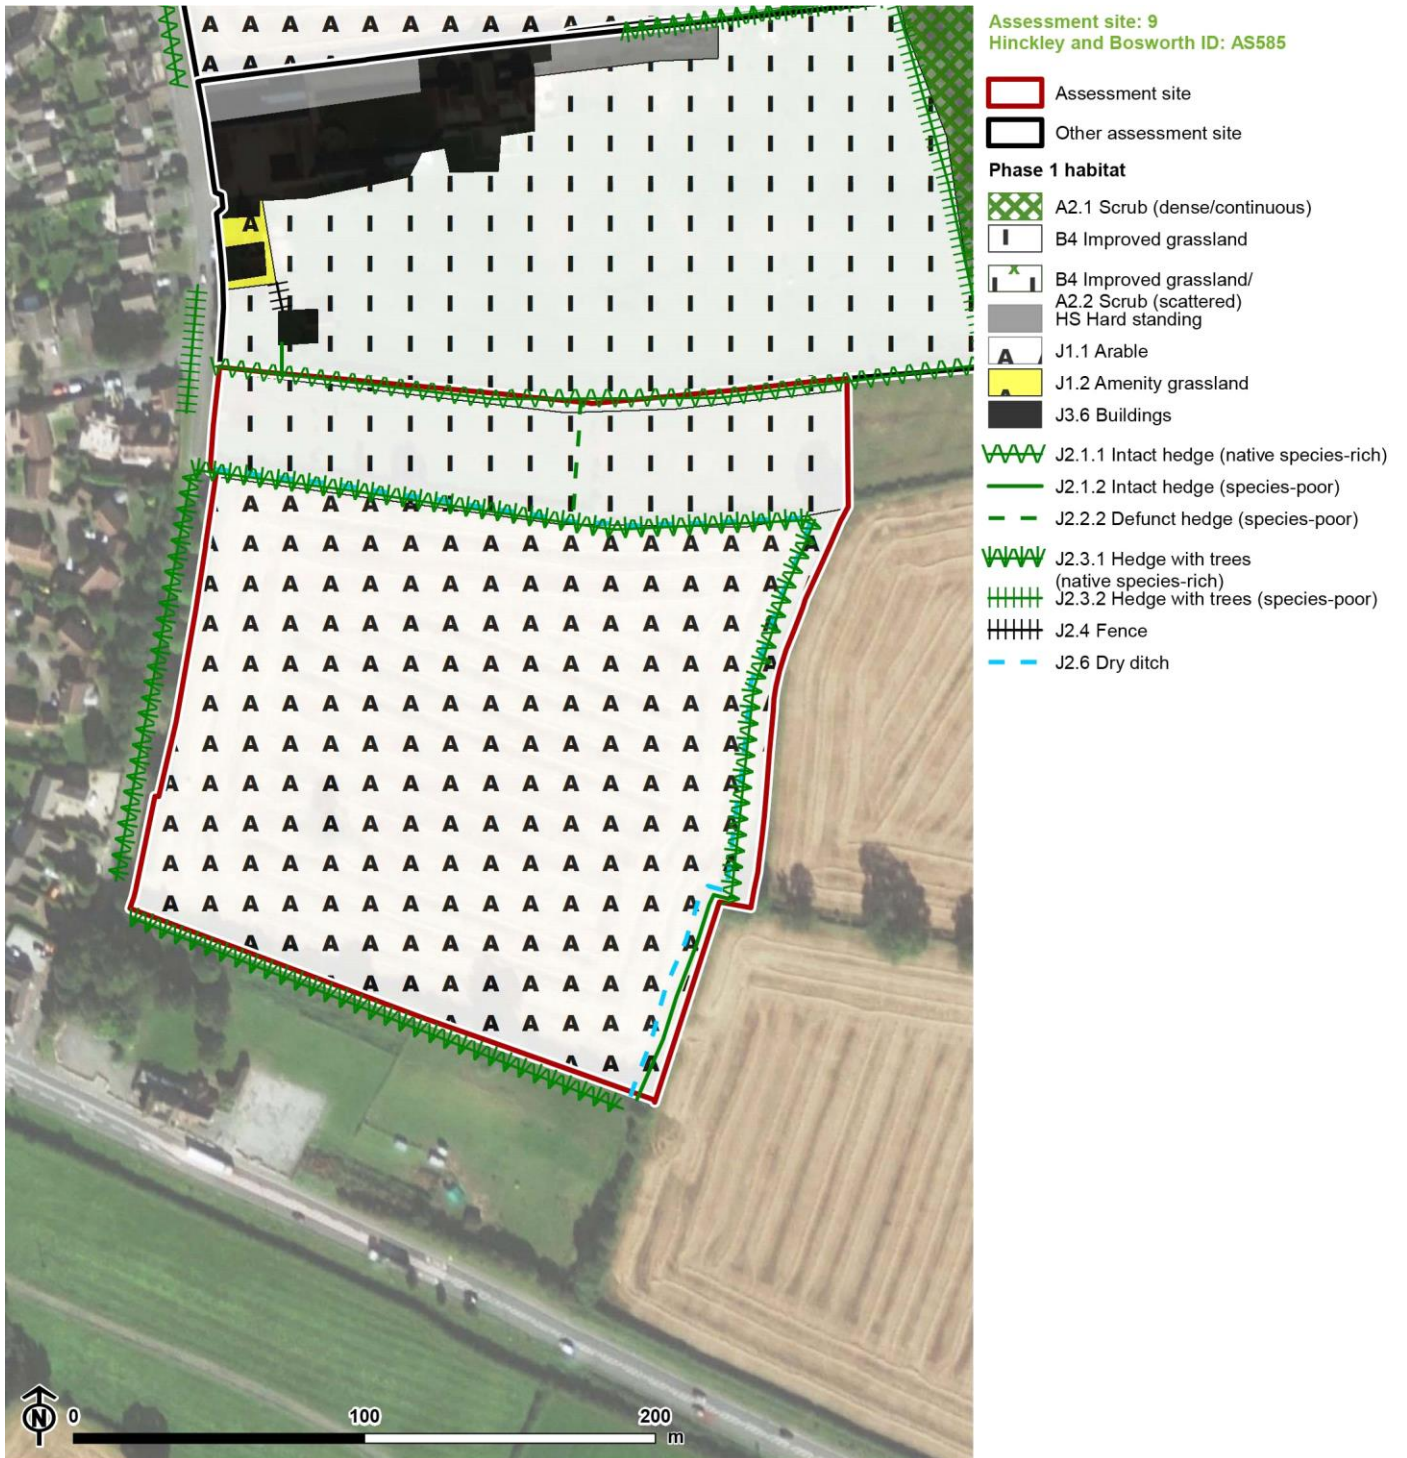 Assessment site: 9
Hinckley and Bosworth ID: AS585
Assessment site
Other assessment site
Phase 1 habitat
A2.1 Scrub (dense/continuous)
B4 Improved grassland
B4 Improved grassland/
A2.2 Scrub (scattered)
HS Hard standing
J1.1 Arable
J1.2 Amenity grassland
J3.6 Buildings
J2.1.1 Intact hedge (native species-rich)
J2.1.2 Intact hedge (species-poor)
J2.2.2 Defunct hedge (species-poor)
J2.3.1 Hedge with trees
(native species-rich)
J2.3.2 Hedge with trees (species-poor)
J2.4 Fence
J2.6 Dry ditch
N 0 100 200
m